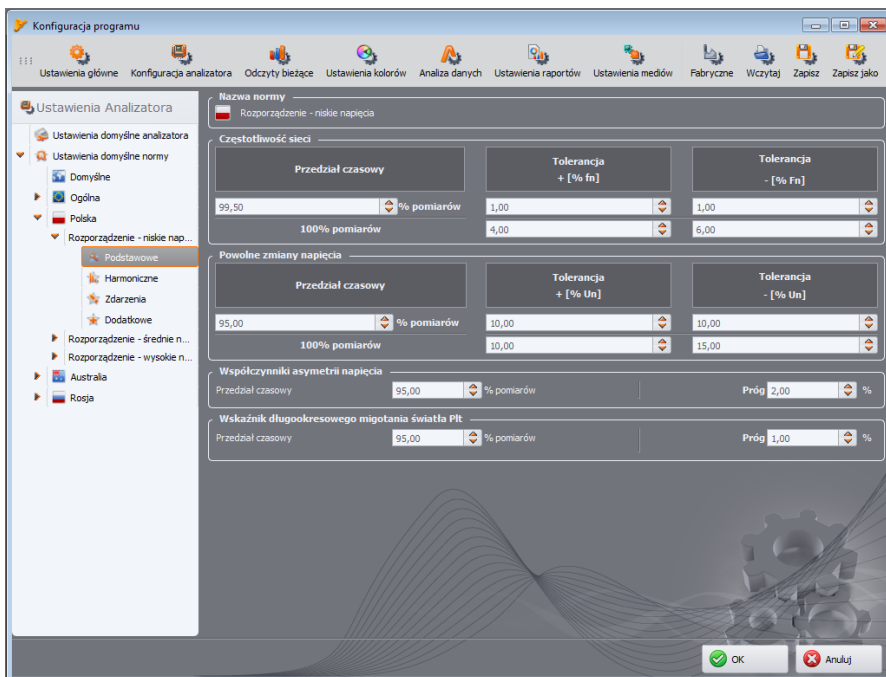 Konfiguracja programu
Ustawienia główne Konfiguracja analizatora Odczyty bieżące Ustawienia kolorów Analiza danych Ustawienia raportów Ustawienia mediów Fabryczne Wczytaj Zapisz Zapisz jako
Ustawienia Analizatora
Ustawienia domyślne analizatora
Ustawienia domyślne normy
Domyślne
Ogólna
Polska
Rozporządzenie - niskie nap...
Podstawowe
Harmoniczne
Zdarzenia
Dodatkowe
Rozporządzenie - średnie n...
Rozporządzenie - wysokie n...
Australia
Rosja
Nazwa normy
Rozporządzenie - niskie napięcia
Częstotliwość sieci
Przedział czasowy
Tolerancja
+ [% fn]
Tolerancja
- [% Fn]
99,50 % pomiarów 1,00 1,00
100% pomiarów 4,00 6,00
Powolne zmiany napięcia
Przedział czasowy
Tolerancja
+ [% Un]
Tolerancja
- [% Un]
95,00 % pomiarów 10,00 10,00
100% pomiarów 10,00 15,00
Współczynniki asymetrii napięcia
Przedział czasowy 95,00 % pomiarów Próg 2,00 %
Wskaźnik długookresowego migotania światła Plt
Przedział czasowy 95,00 % pomiarów Próg 1,00 %
OK Anuluj